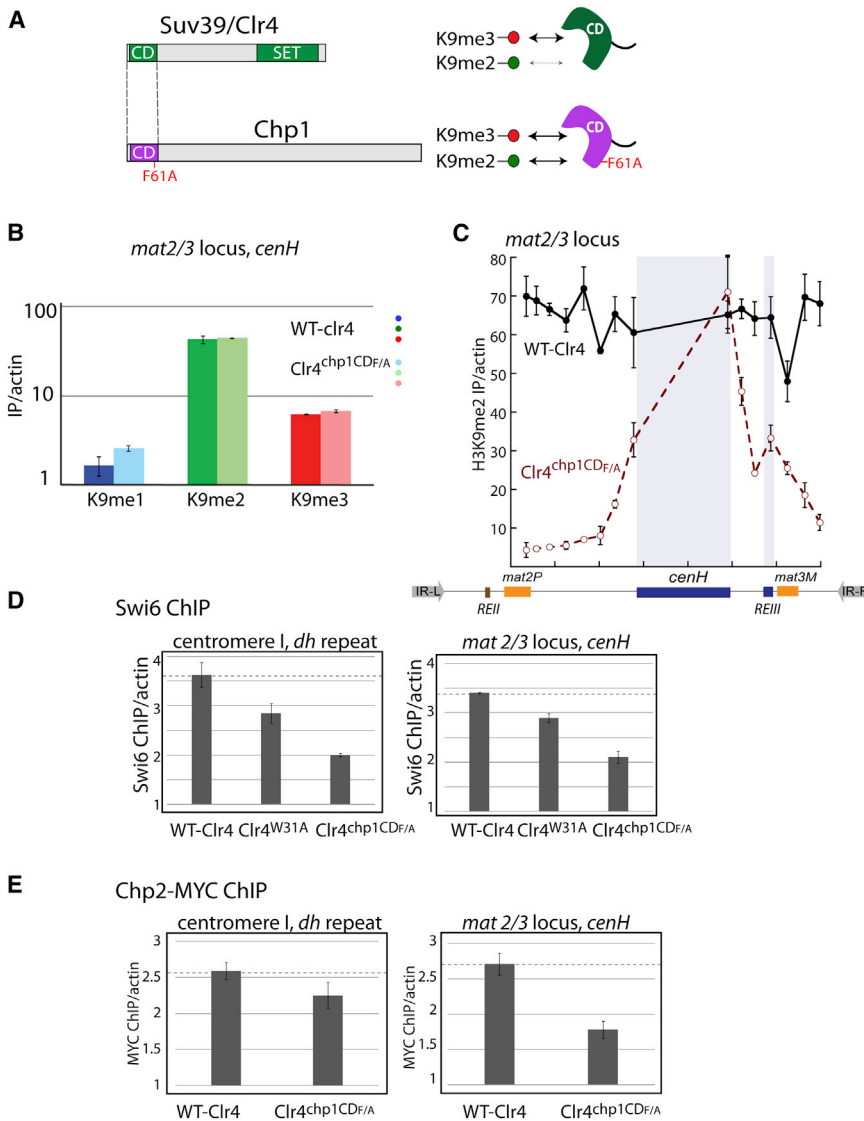 A
Suv39/Clr4
CD
SET
Chp1
CD
F61A
K9me3
K9me2
CD
K9me3
K9me2
CD
F61A
B
mat2/3 locus, cenH
IP/actin
100
10
1
WT-clr4
Clr4chp1CDF/A
K9me1
K9me2
K9me3
C
mat2/3 locus
H3K9me2 IP/actin
80
70
60
50
40
30
20
10
WT-Clr4
Clr4chp1CDF/A
IR-L
REII
mat2P
cenH
REIII
mat3M
IR-R
D
Swi6 ChIP
centromere I, dh repeat
Swi6 ChIP/actin
4
3
2
1
WT-Clr4
Clr4W31A
Clr4chp1CDF/A
mat 2/3 locus, cenH
Swi6 ChIP/actin
4
3
2
1
WT-Clr4
Clr4W31A
Clr4chp1CDF/A
E
Chp2-MYC ChIP
centromere I, dh repeat
MYC ChIP/actin
3
2.5
2
1.5
1
WT-Clr4
Clr4chp1CDF/A
mat 2/3 locus, cenH
MYC ChIP/actin
3
2.5
2
1.5
1
WT-Clr4
Clr4chp1CDF/A